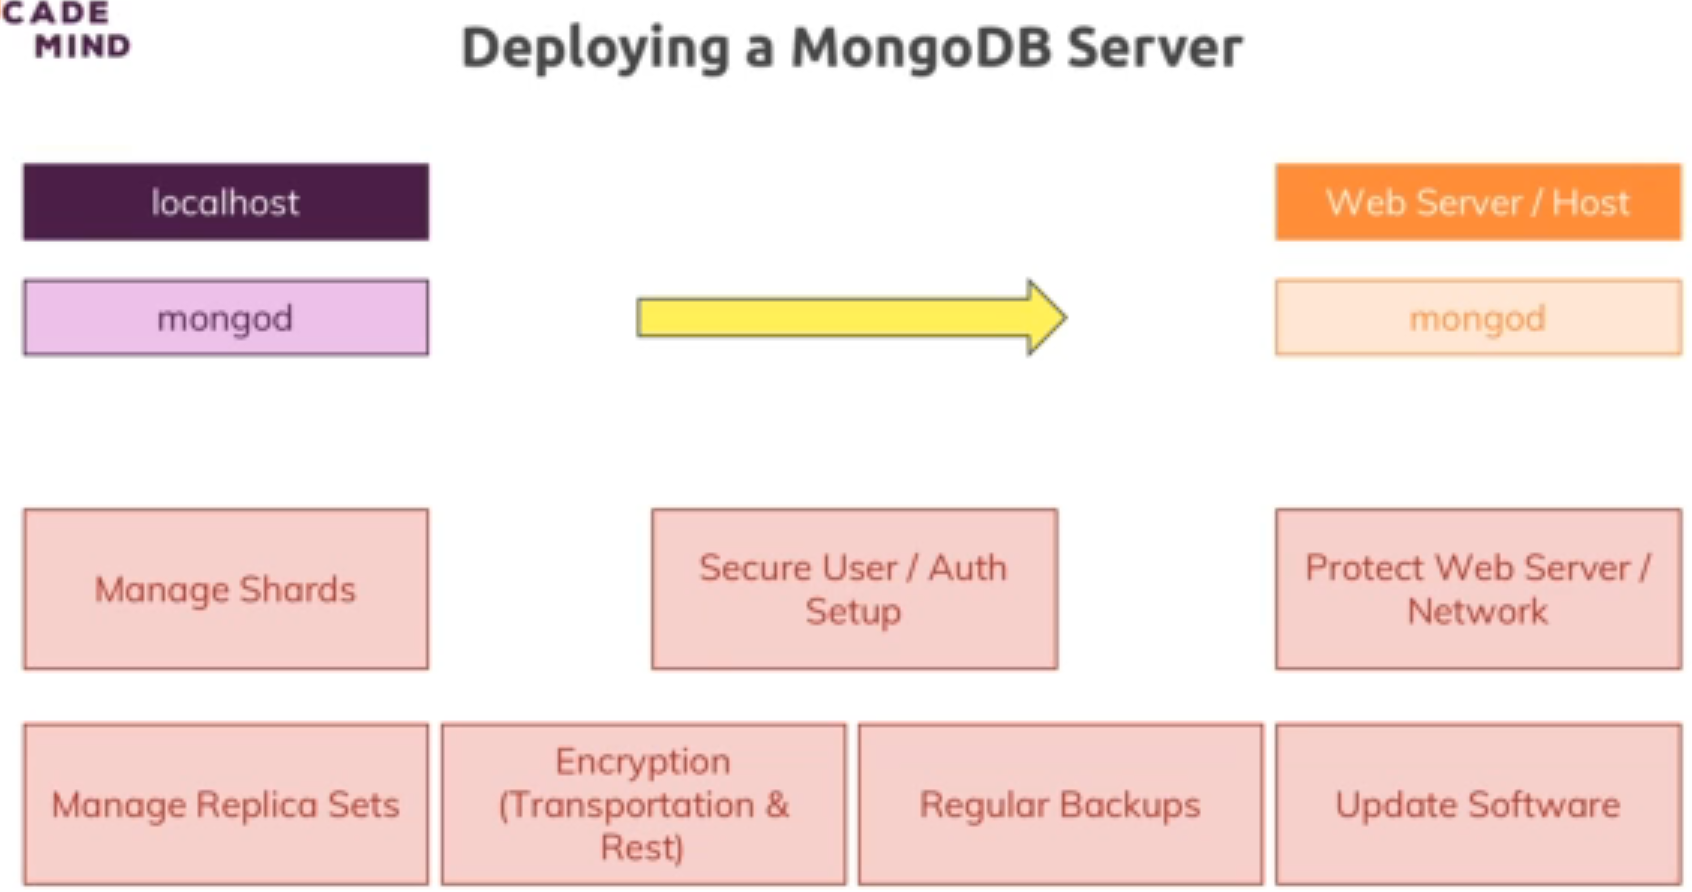 CADE
MIND
Deploying a MongoDB Server
localhost
Web Server / Host
mongod
mongod
Manage Shards
Secure User / Auth
Setup
Protect Web Server /
Network
Manage Replica Sets
Encryption
(Transportation &
Rest)
Regular Backups
Update Software